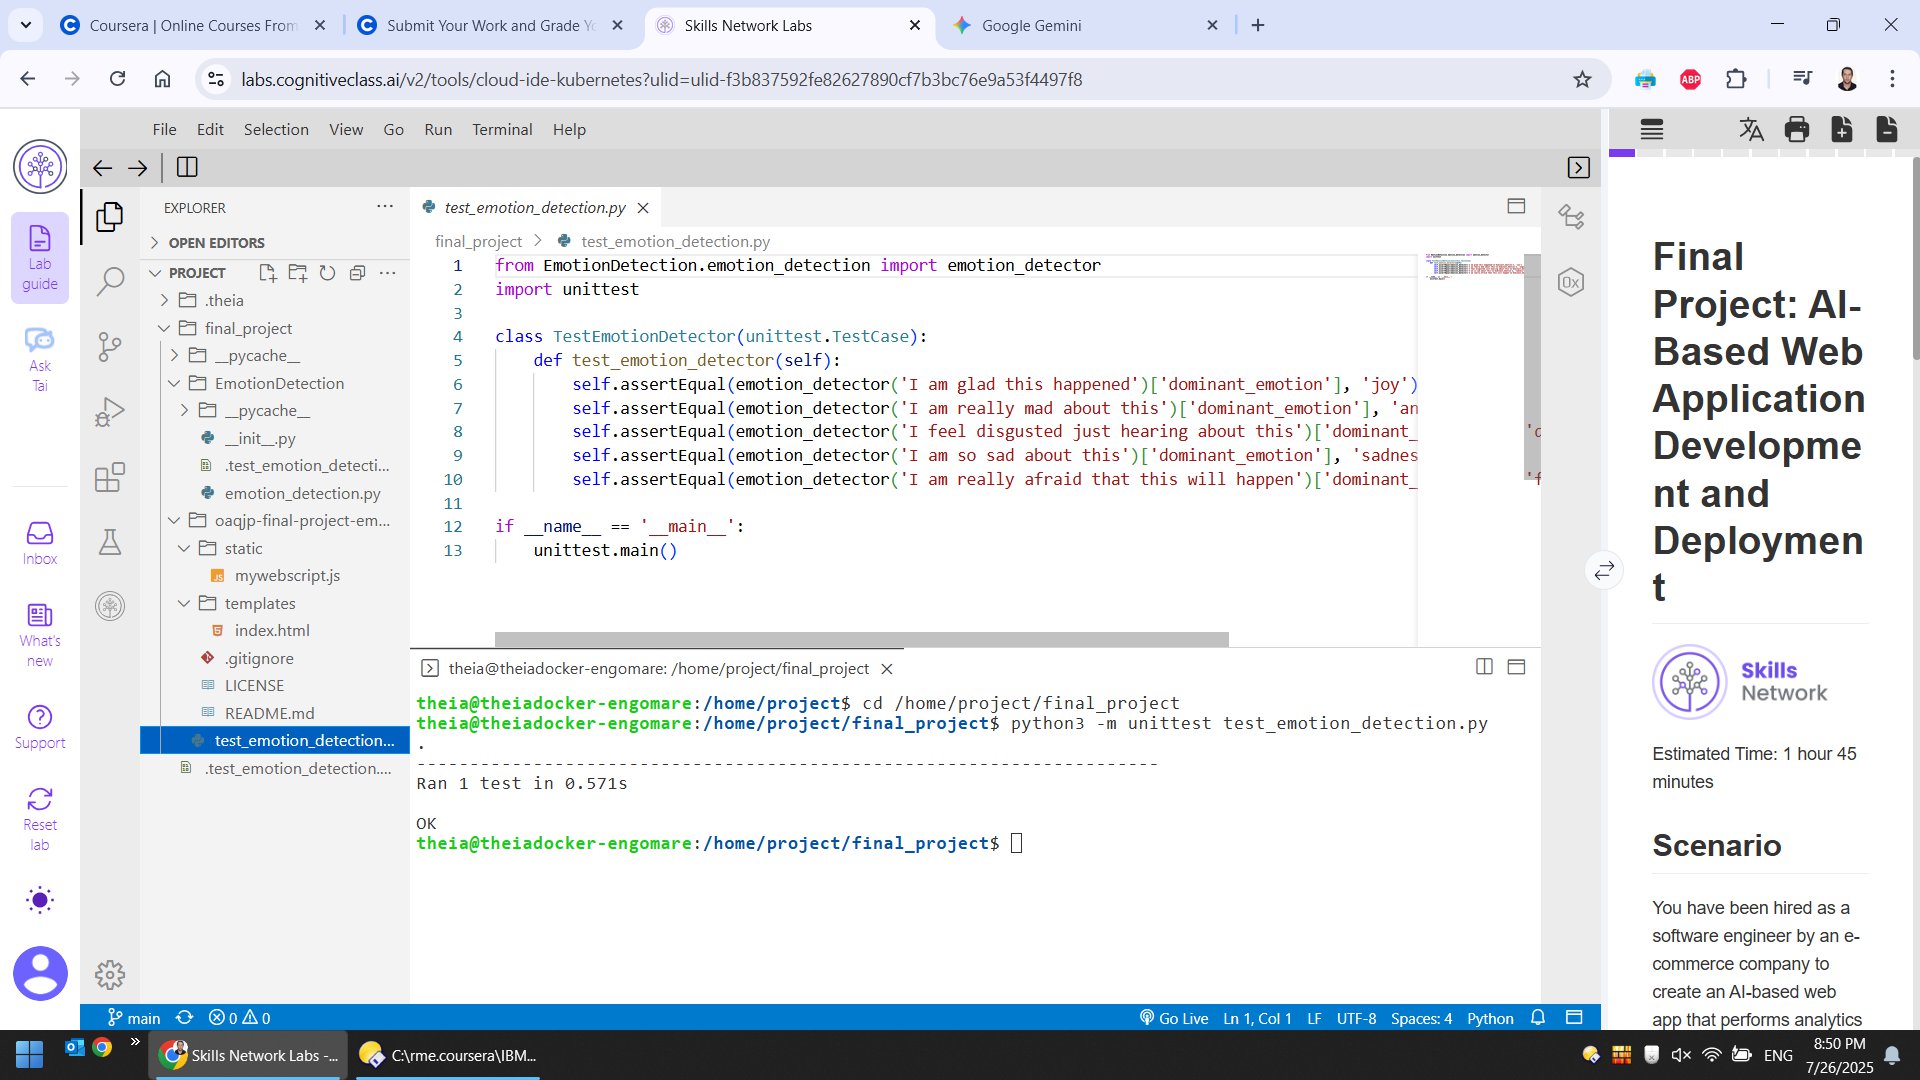 Coursera | Online Courses From
Submit Your Work and Grade Yo
Skills Network Labs
Google Gemini
labs.cognitiveclass.ai/v2/tools/cloud-ide-kubernetes?ulid=ulid-f3b837592fe82627890cf7b3bc76e9a53f4497f8
ABP
File Edit Selection View Go Run Terminal Help
Lab guide
Ask Tai
Inbox
What's new
Support
Reset lab
EXPLORER
OPEN EDITORS
PROJECT
.theia
final_project
__pycache__
EmotionDetection
__pycache__
__init__.py
.test_emotion_detecti...
emotion_detection.py
oaqjp-final-project-em...
static
mywebscript.js
templates
index.html
.gitignore
LICENSE
README.md
test_emotion_detection...
.test_emotion_detection....
test_emotion_detection.py
final_project > test_emotion_detection.py
1 from EmotionDetection.emotion_detection import emotion_detector
2 import unittest
3
4 class TestEmotionDetector(unittest.TestCase):
5 def test_emotion_detector(self):
6 self.assertEqual(emotion_detector('I am glad this happened')['dominant_emotion'], 'joy')
7 self.assertEqual(emotion_detector('I am really mad about this')['dominant_emotion'], 'an
8 self.assertEqual(emotion_detector('I feel disgusted just hearing about this')['dominant_ 'd
9 self.assertEqual(emotion_detector('I am so sad about this')['dominant_emotion'], 'sadnes
10 self.assertEqual(emotion_detector('I am really afraid that this will happen')['dominant_ 'f
11
12 if __name__ == '__main__':
13 unittest.main()
theia@theiadocker-engomare: /home/project/final_project
theia@theiadocker-engomare:/home/project$ cd /home/project/final_project
theia@theiadocker-engomare:/home/project/final_project$ python3 -m unittest test_emotion_detection.py
.
----------------------------------------------------------------------
Ran 1 test in 0.571s
OK
theia@theiadocker-engomare:/home/project/final_project$
0x
Final Project: AI-Based Web Application Development and Deployment
Skills Network
Estimated Time: 1 hour 45 minutes
Scenario
You have been hired as a
software engineer by an e-
commerce company to
create an AI-based web
app that performs analytics
main 0 0
Go Live Ln 1, Col 1 LF UTF-8 Spaces: 4 Python
Skills Network Labs -...
C:\rme.coursera\IBM...
ENG
8:50 PM
7/26/2025